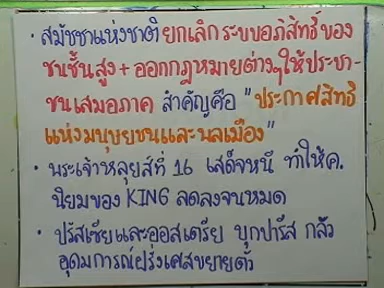 • สมัชชาแห่งชาติยกเลิกระบบอภิสิทธิ์ของ
ชนชั้นสูง + ออกกฎหมายต่างๆให้ประชา-
ชนเสมอภาค สำคัญคือ "ประกาศสิทธิ
แห่งมนุษยชนและพลเมือง"
• พระเจ้าหลุยส์ที่ 16 เสด็จหนี ทำให้ค.
นิยมของ KING ลดลงจนหมด
• ปรัสเซียและออสเตรีย บุกปารีส กลัว
อุดมการณ์ฝรั่งเศสขยายตัว